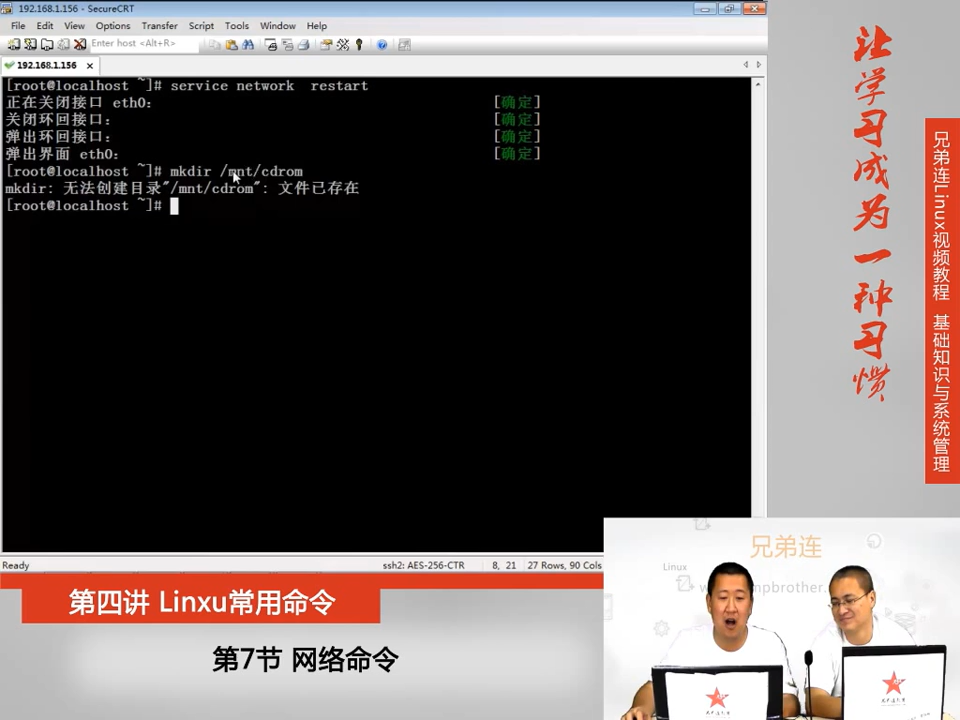 192.168.1.156 - SecureCRT
File Edit View Options Transfer Script Tools Window Help
Enter host <Alt+R>
192.168.1.156
[root@localhost ~]# service network  restart
正在关闭接口 eth0： [确定]
关闭环回接口： [确定]
弹出环回接口： [确定]
弹出界面 eth0： [确定]
[root@localhost ~]# mkdir /mnt/cdrom
mkdir: 无法创建目录"/mnt/cdrom": 文件已存在
[root@localhost ~]#
Ready ssh2: AES-256-CTR 8, 21 27 Rows, 90 Cols
让学习成为一种习惯
兄弟连Linux视频教程 基础知识与系统管理
兄弟连
Linux
第四讲 Linxu常用命令
第7节 网络命令